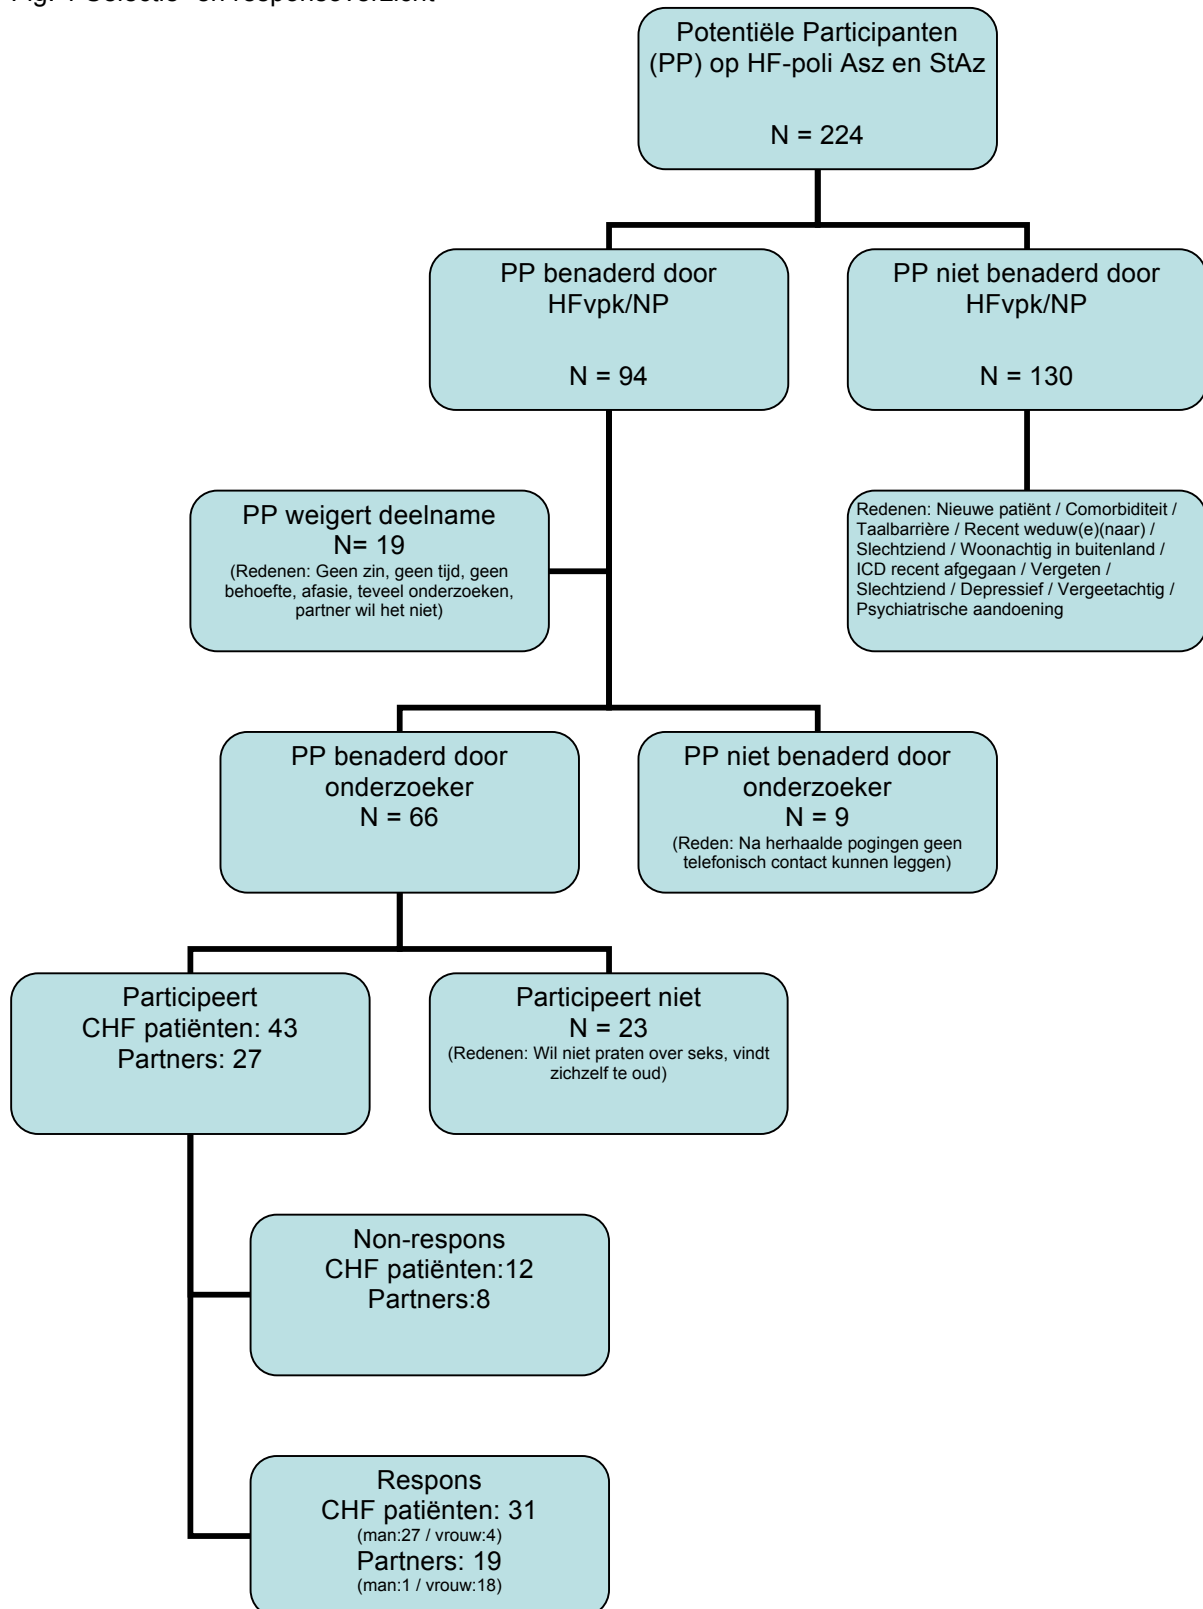 Fig. 1 Selectie- en responsoverzicht
Potentiële Participanten
(PP) op HF-poli Asz en StAz
N = 224
PP benaderd door
HFvpk/NP
N = 94
PP niet benaderd door
HFvpk/NP
N = 130
PP weigert deelname
N= 19
(Redenen: Geen zin, geen tijd, geen
behoefte, afasie, teveel onderzoeken,
partner wil het niet)
Redenen: Nieuwe patiënt / Comorbiditeit /
Taalbarrière / Recent weduw(e)(naar) /
Slechtziend / Woonachtig in buitenland /
ICD recent afgegaan / Vergeten /
Slechtziend / Depressief / Vergeetachtig /
Psychiatrische aandoening
PP benaderd door
onderzoeker
N = 66
PP niet benaderd door
onderzoeker
N = 9
(Reden: Na herhaalde pogingen geen
telefonisch contact kunnen leggen)
Participeert
CHF patiënten: 43
Partners: 27
Participeert niet
N = 23
(Redenen: Wil niet praten over seks, vindt
zichzelf te oud)
Non-respons
CHF patiënten:12
Partners:8
Respons
CHF patiënten: 31
(man:27 / vrouw:4)
Partners: 19
(man:1 / vrouw:18)